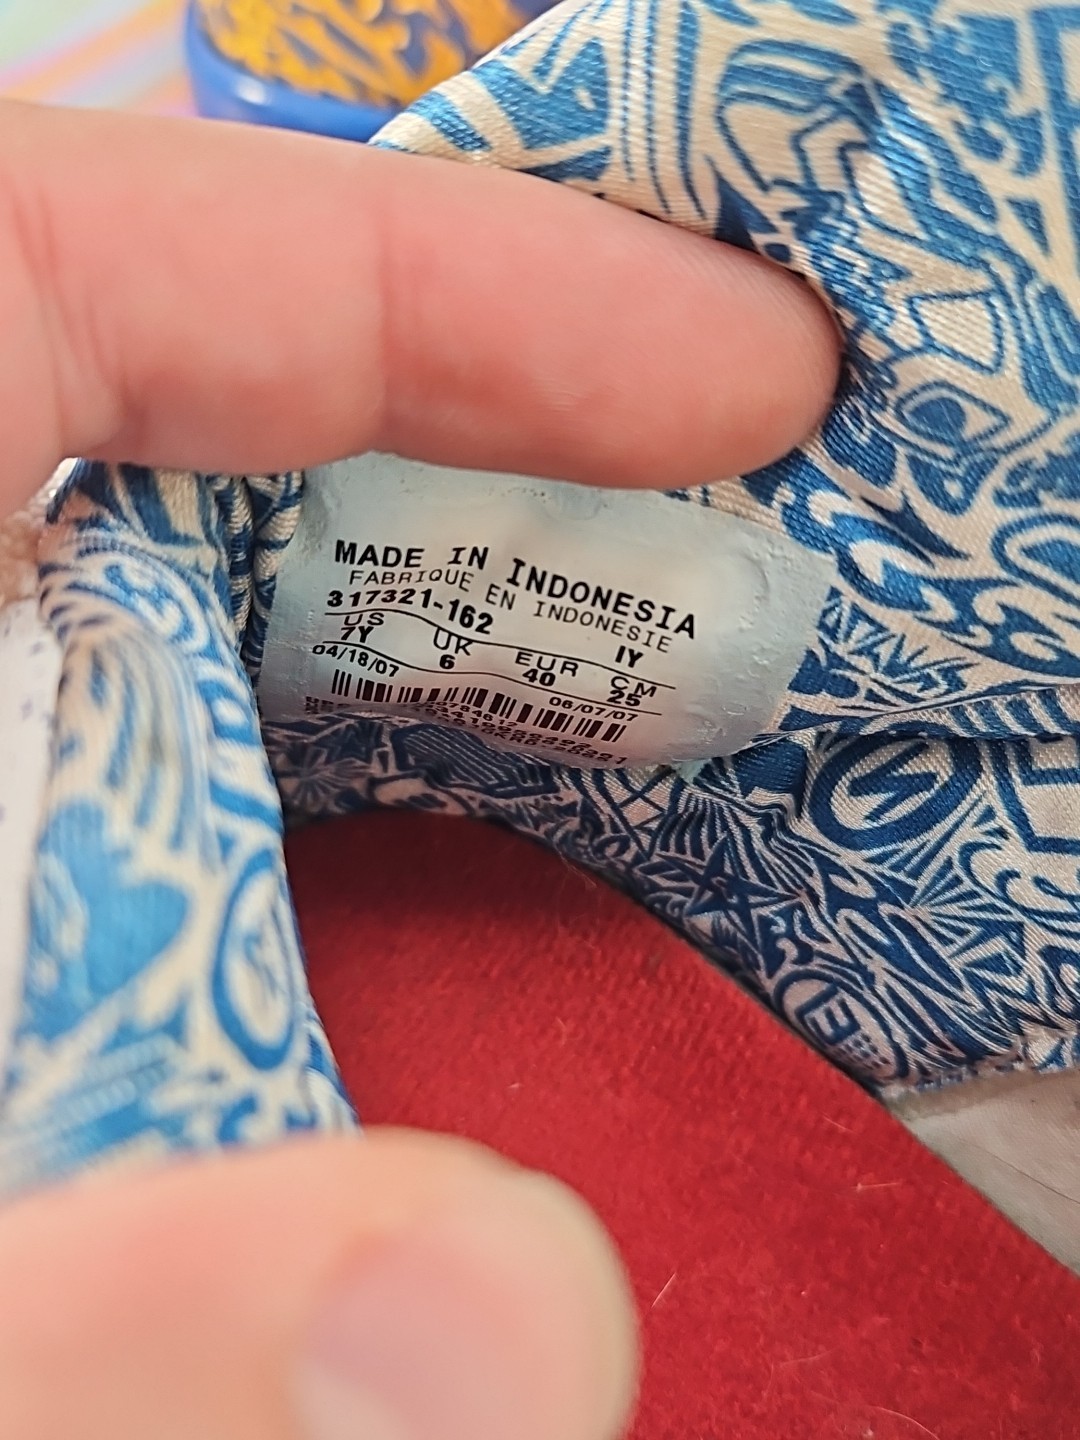 MADE IN INDONESIA
FABRIQUE EN INDONESIE
317321-162 IY
US UK EUR CM
7Y 6 40 25
04/18/07 06/07/07